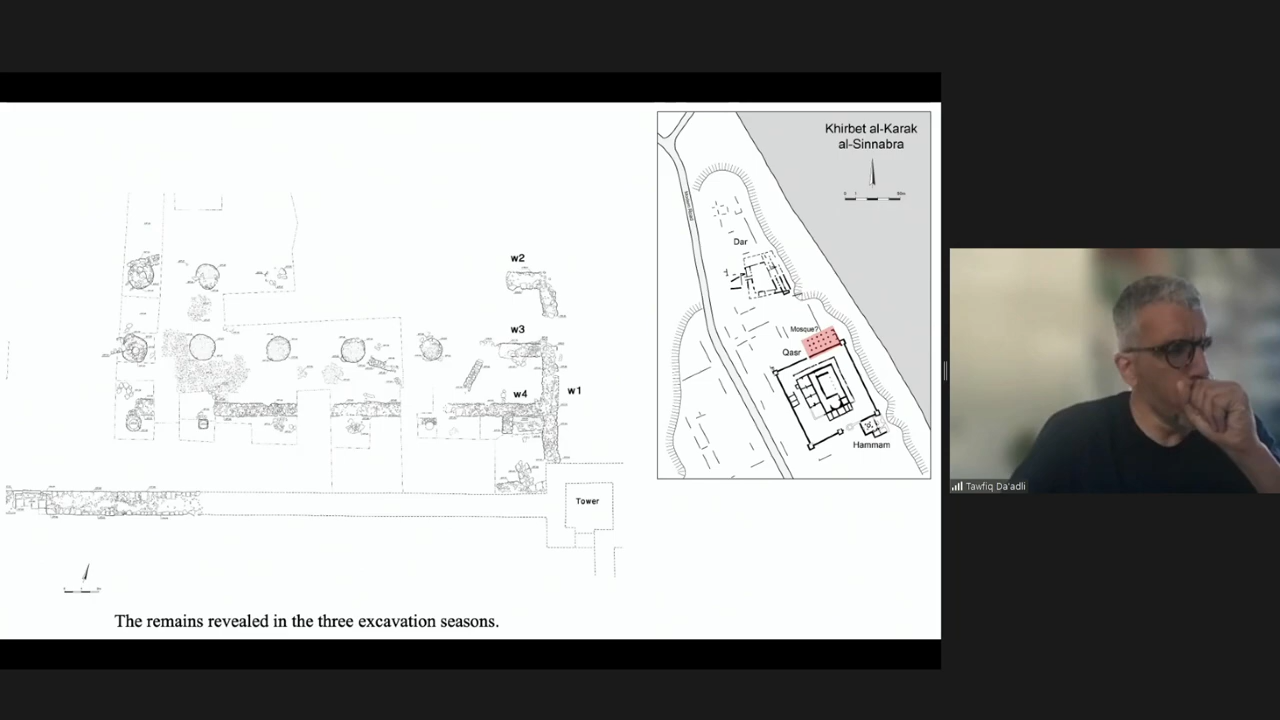 w2
w3
w4
w1
Tower
The remains revealed in the three excavation seasons.
Khirbet al-Karak
al-Sinnabra
Dar
Mosque?
Qasr
Hammam
Tawfiq Da'adli